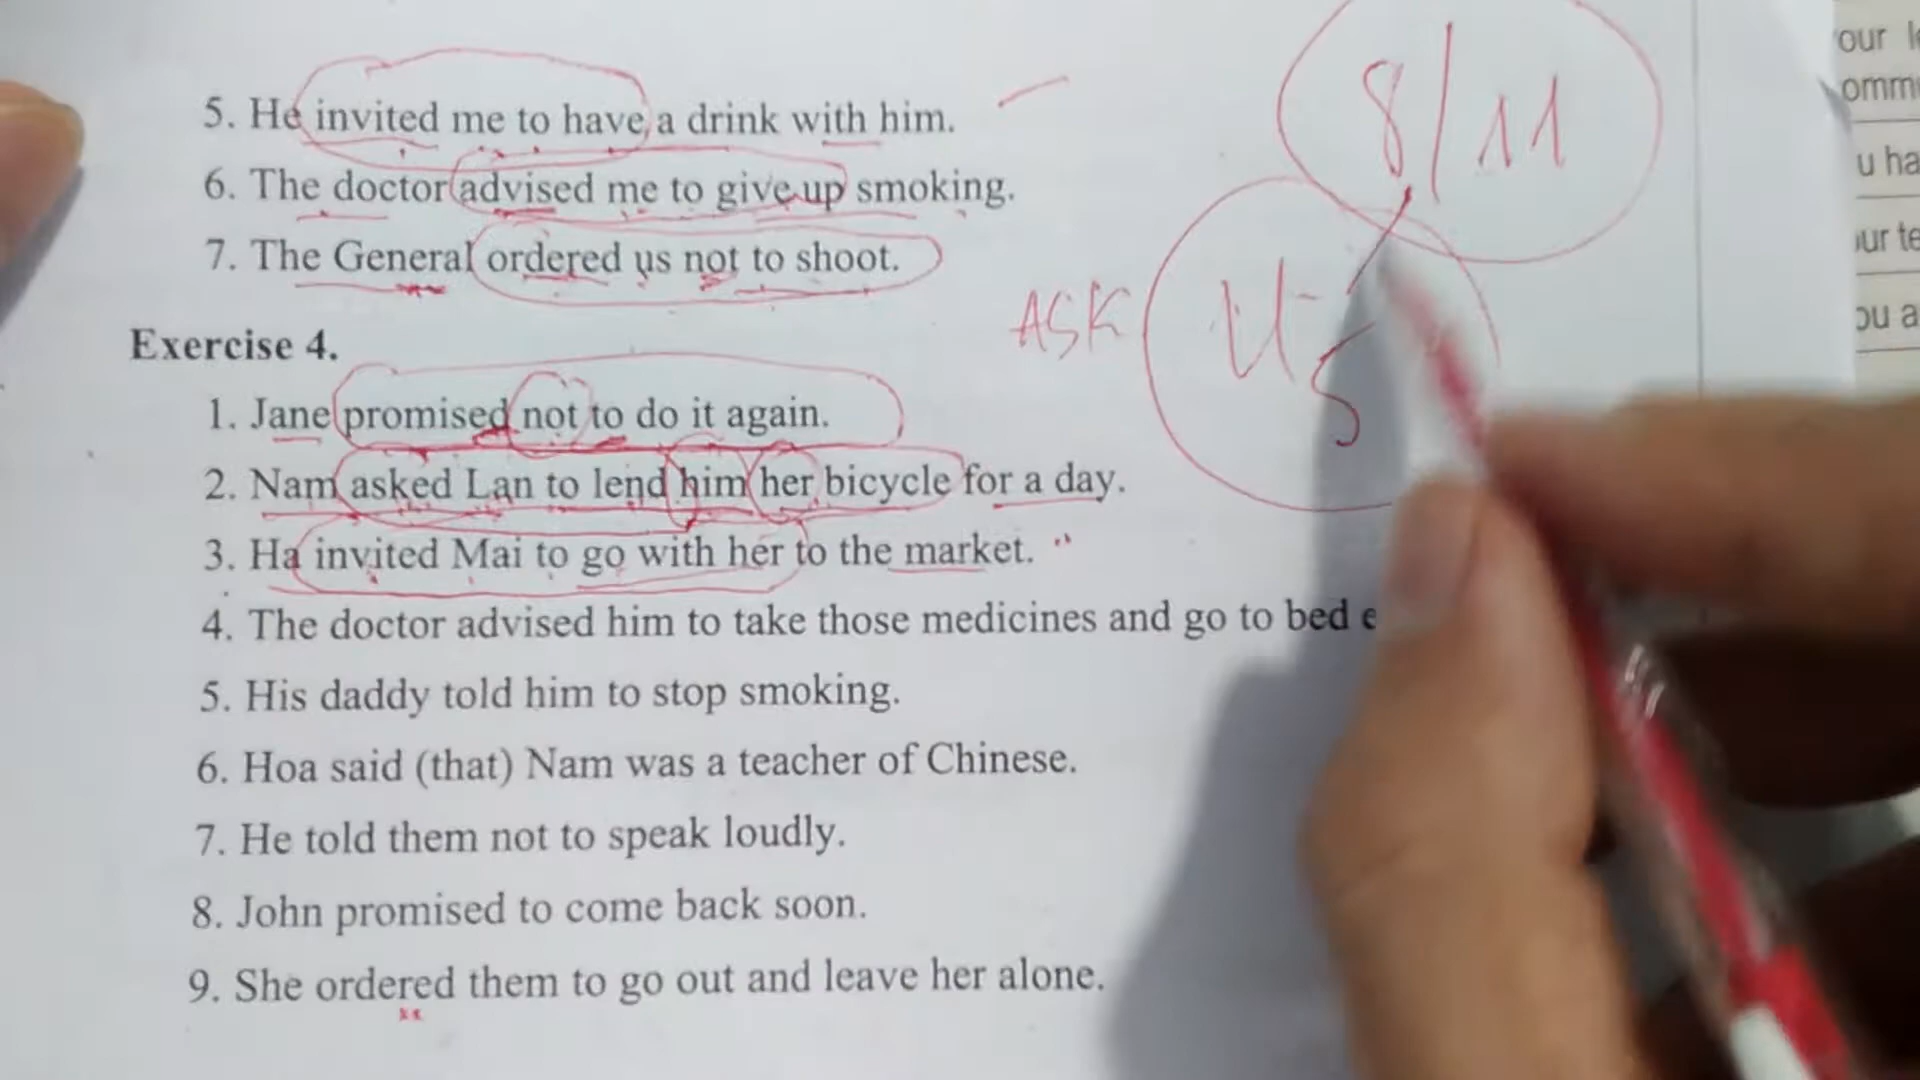 5. He invited me to have a drink with him.
6. The doctor advised me to give up smoking.
7. The General ordered us not to shoot.
Exercise 4.
1. Jane promised not to do it again.
2. Nam asked Lan to lend him her bicycle for a day.
3. Ha invited Mai to go with her to the market.
4. The doctor advised him to take those medicines and go to bed
5. His daddy told him to stop smoking.
6. Hoa said (that) Nam was a teacher of Chinese.
7. He told them not to speak loudly.
8. John promised to come back soon.
9. She ordered them to go out and leave her alone.
8/11
ASK
our
u ha
ur te
ou a